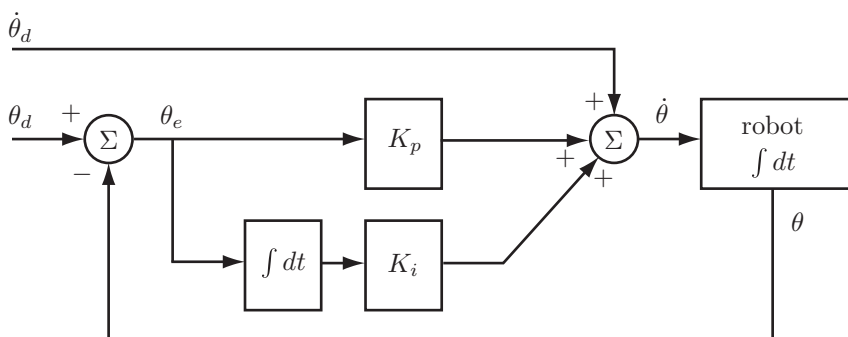 θ̇_d
θ_d + Σ θ_e K_p + + Σ θ̇ robot ∫ dt
−
+
∫ dt K_i
θ